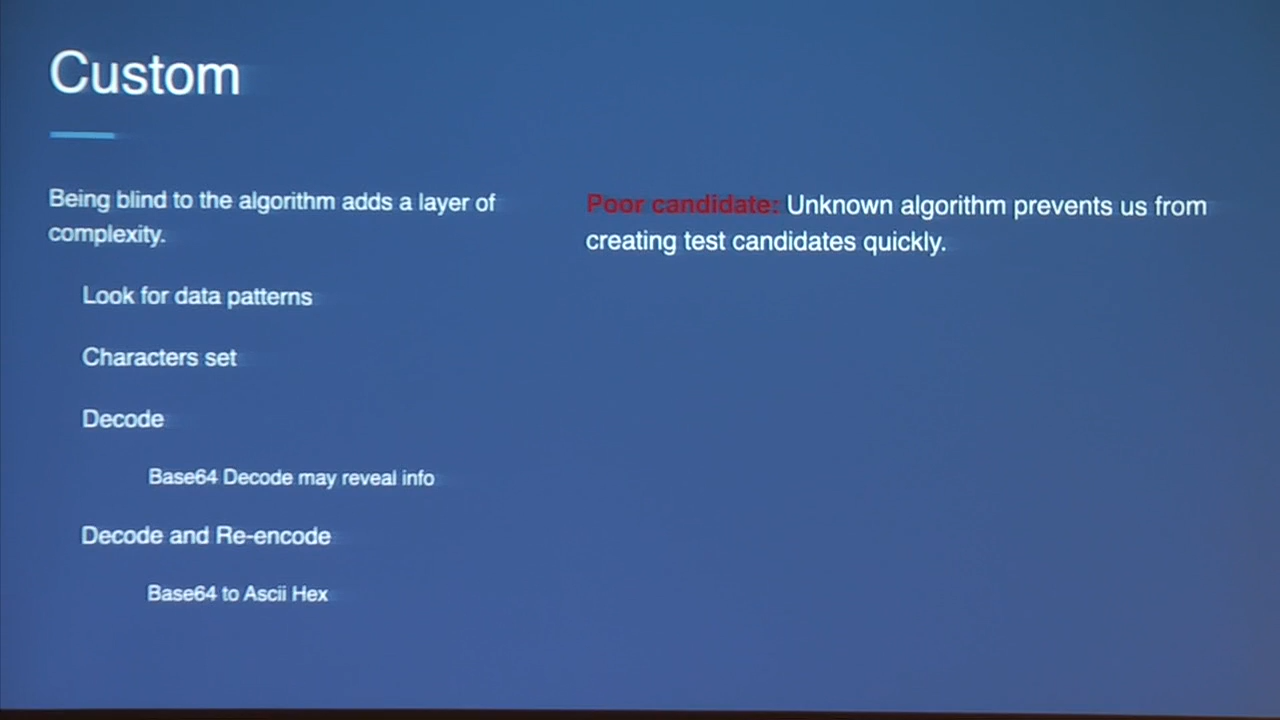 Custom
Being blind to the algorithm adds a layer of
complexity.
Look for data patterns
Characters set
Decode
Base64 Decode may reveal info
Decode and Re-encode
Base64 to Ascii Hex
Poor candidate: Unknown algorithm prevents us from
creating test candidates quickly.